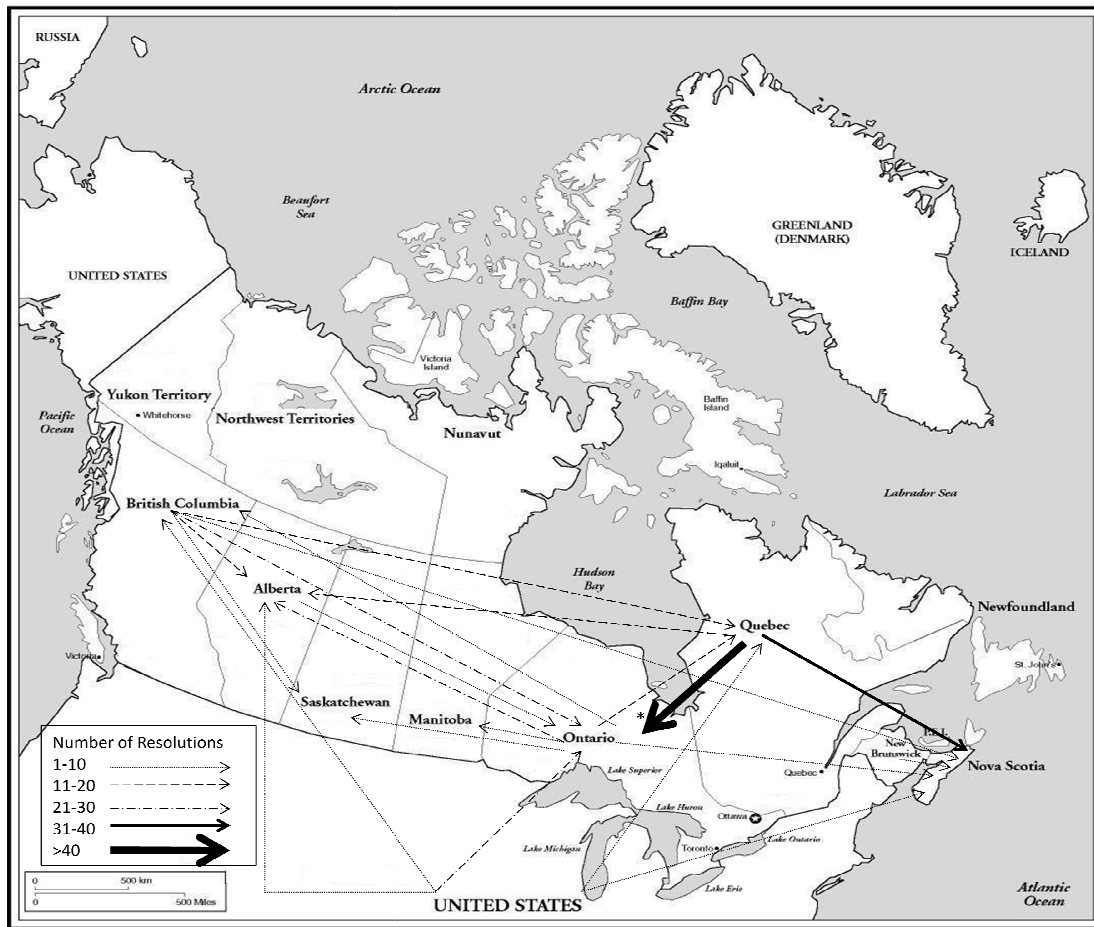 RUSSIA
Arctic Ocean
Beaufort
Sea
GREENLAND
(DENMARK)
ICELAND
UNITED STATES
Baffin Bay
Victoria
Island
Yukon Territory
Whitehorse
Northwest Territories
Nunavut
Baffin
Island
Pacific
Ocean
Iqaluit
Labrador Sea
British Columbia
Hudson
Bay
Alberta
Newfoundland
Quebec
Victoria
St. John's
Saskatchewan
Manitoba
*
Ontario
P.E.I.
New
Brunswick
Nova Scotia
Quebec
Lake Superior
Lake Huron
Ottawa
Lake Michigan
Toronto
Lake Ontario
Lake Erie
Number of Resolutions
1-10
11-20
21-30
31-40
>40
0 500 km
0 500 Miles
UNITED STATES
Atlantic
Ocean